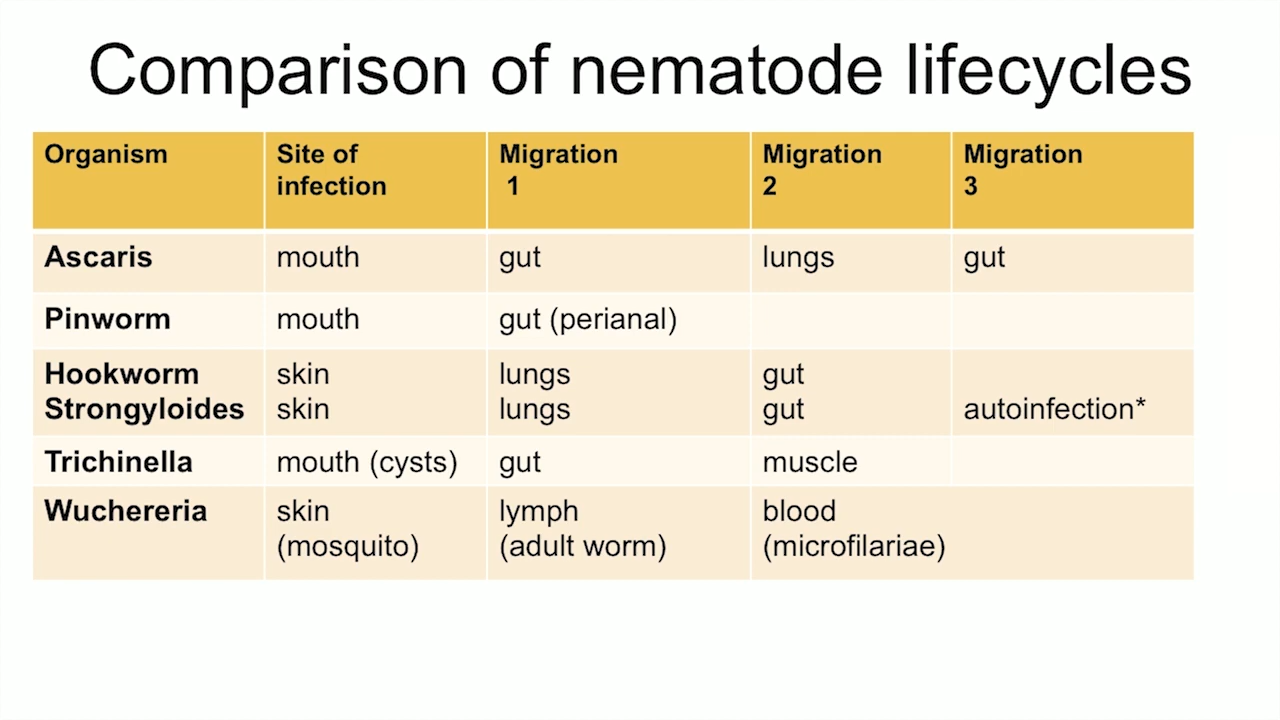 Comparison of nematode lifecycles
Organism
Site of
infection
Migration
1
Migration
2
Migration
3
Ascaris
mouth
gut
lungs
gut
Pinworm
mouth
gut (perianal)
Hookworm
skin
lungs
gut
Strongyloides
skin
lungs
gut
autoinfection*
Trichinella
mouth (cysts)
gut
muscle
Wuchereria
skin
(mosquito)
lymph
(adult worm)
blood
(microfilariae)